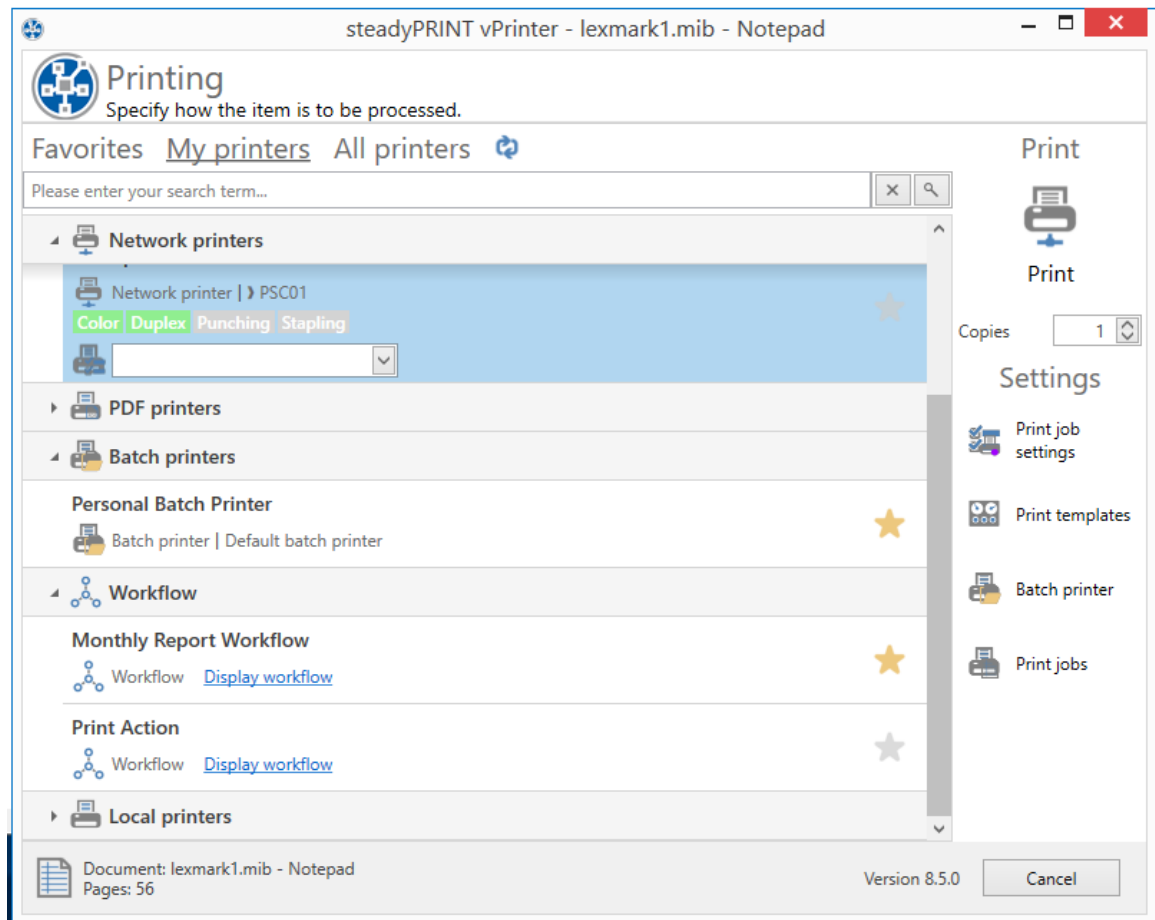 steadyPRINT vPrinter - lexmark1.mib - Notepad
Printing
Specify how the item is to be processed.
Favorites My printers All printers
Please enter your search term...
Network printers
Network printer | PSC01
Color Duplex Punching Stapling
PDF printers
Batch printers
Personal Batch Printer
Batch printer | Default batch printer
Workflow
Monthly Report Workflow
Workflow Display workflow
Print Action
Workflow Display workflow
Local printers
Print
Print
Copies 1
Settings
Print job
settings
Print templates
Batch printer
Print jobs
Document: lexmark1.mib - Notepad
Pages: 56
Version 8.5.0
Cancel